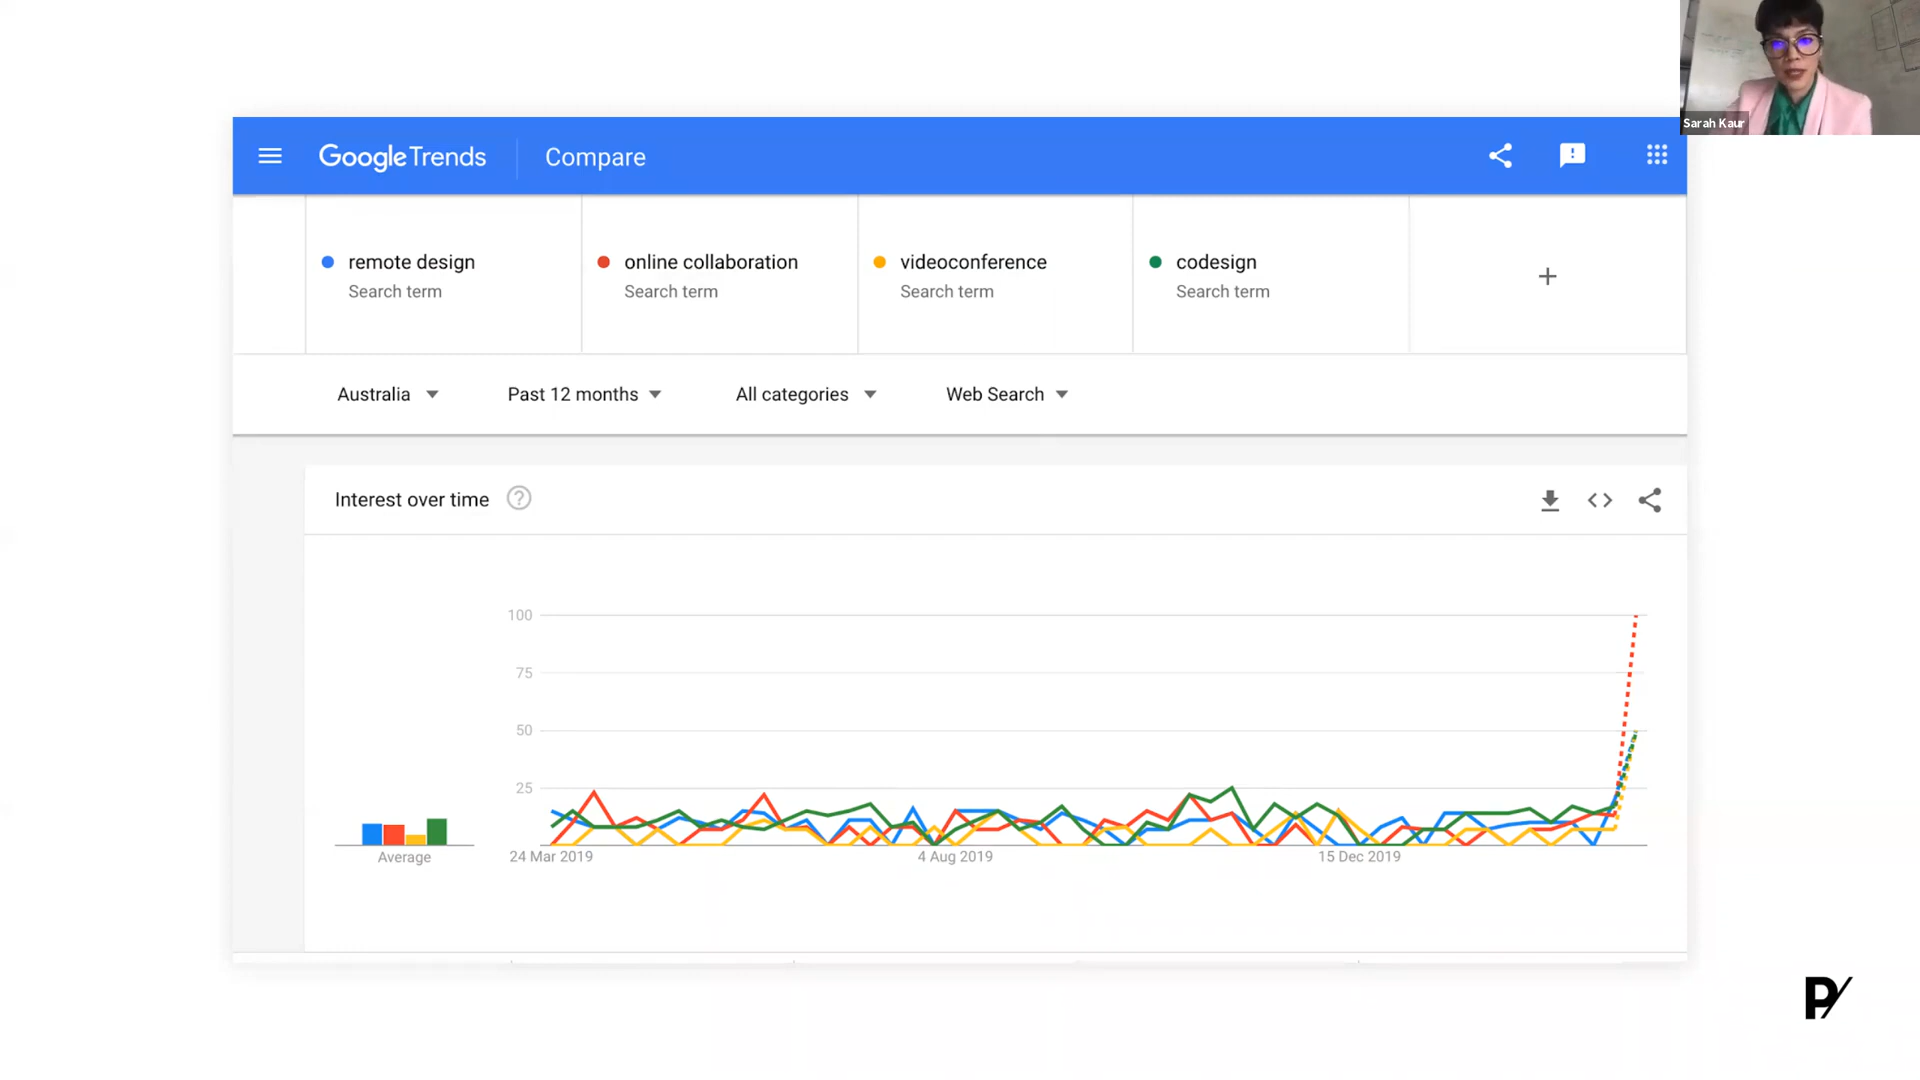 Sarah Kaur
Google Trends Compare
remote design
Search term
online collaboration
Search term
videoconference
Search term
codesign
Search term
+
Australia Past 12 months All categories Web Search
Interest over time ?
100
75
50
25
Average
24 Mar 2019 4 Aug 2019 15 Dec 2019
P/